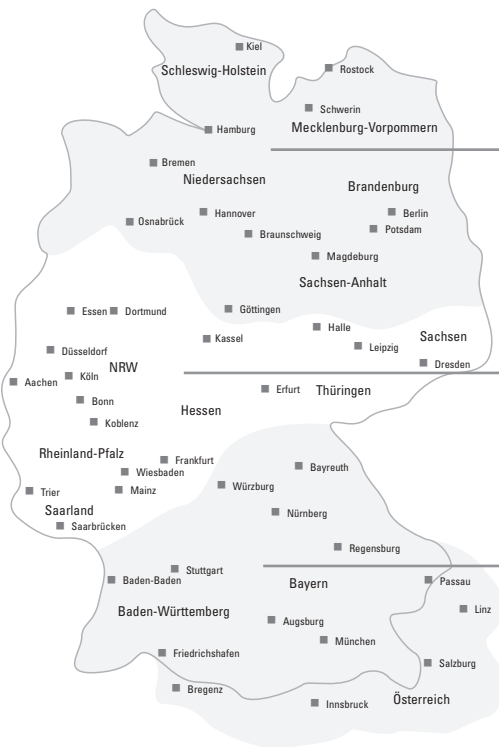 Kiel
Schleswig-Holstein
Rostock
Schwerin
Mecklenburg-Vorpommern
Hamburg
Bremen
Niedersachsen
Brandenburg
Hannover
Berlin
Osnabrück
Potsdam
Braunschweig
Magdeburg
Sachsen-Anhalt
Göttingen
Essen
Dortmund
Halle
Kassel
Sachsen
Leipzig
Düsseldorf
NRW
Dresden
Köln
Aachen
Erfurt
Thüringen
Bonn
Hessen
Koblenz
Rheinland-Pfalz
Frankfurt
Bayreuth
Wiesbaden
Würzburg
Trier
Mainz
Saarland
Nürnberg
Saarbrücken
Regensburg
Stuttgart
Baden-Baden
Bayern
Passau
Baden-Württemberg
Linz
Augsburg
München
Friedrichshafen
Salzburg
Bregenz
Österreich
Innsbruck